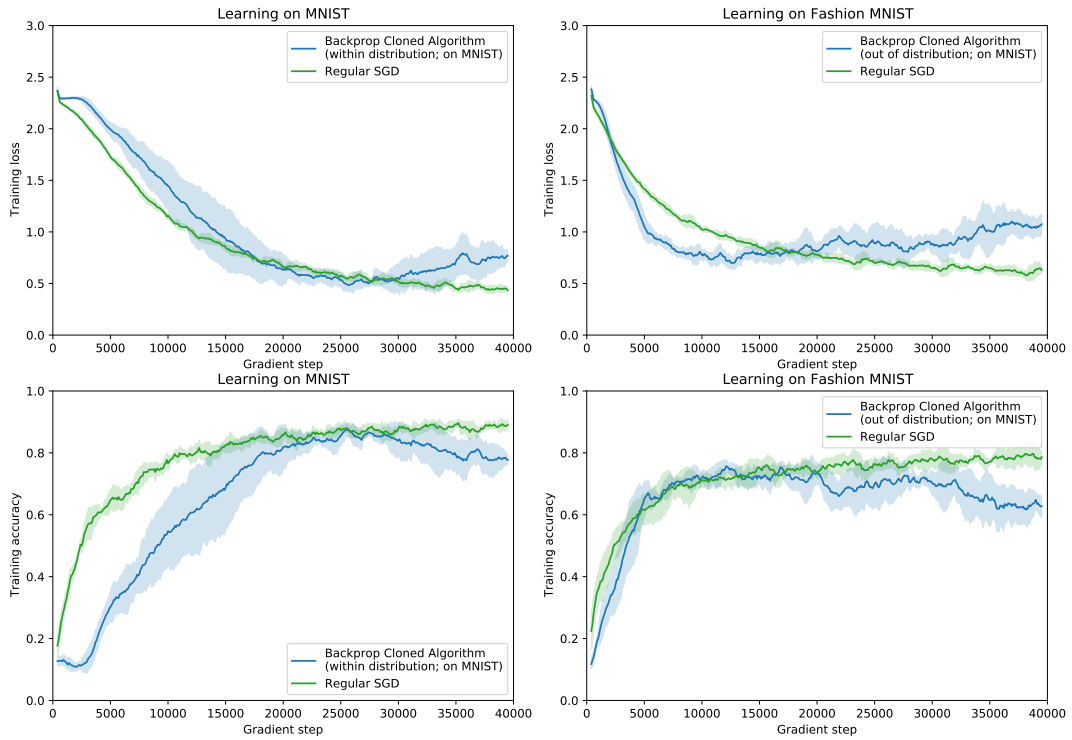 Learning on MNIST
3.0
2.5
2.0
1.5
1.0
0.5
0.0
Training loss
Backprop Cloned Algorithm
(within distribution; on MNIST)
Regular SGD
0 5000 10000 15000 20000 25000 30000 35000 40000
Gradient step
Learning on Fashion MNIST
3.0
2.5
2.0
1.5
1.0
0.5
0.0
Training loss
Backprop Cloned Algorithm
(out of distribution; on MNIST)
Regular SGD
0 5000 10000 15000 20000 25000 30000 35000 40000
Gradient step
Learning on MNIST
1.0
0.8
0.6
0.4
0.2
0.0
Training accuracy
Backprop Cloned Algorithm
(within distribution; on MNIST)
Regular SGD
0 5000 10000 15000 20000 25000 30000 35000 40000
Gradient step
Learning on Fashion MNIST
1.0
0.8
0.6
0.4
0.2
0.0
Training accuracy
Backprop Cloned Algorithm
(out of distribution; on MNIST)
Regular SGD
0 5000 10000 15000 20000 25000 30000 35000 40000
Gradient step